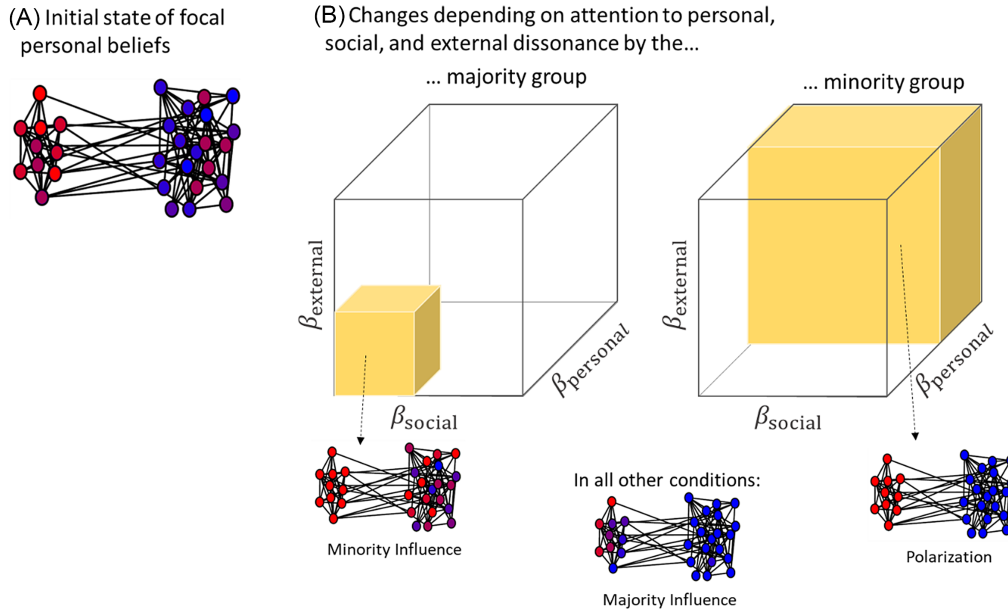 (A) Initial state of focal
personal beliefs
(B) Changes depending on attention to personal,
social, and external dissonance by the…
… majority group
… minority group
βexternal
βpersonal
βsocial
βexternal
βpersonal
βsocial
Minority Influence
In all other conditions:
Majority Influence
Polarization